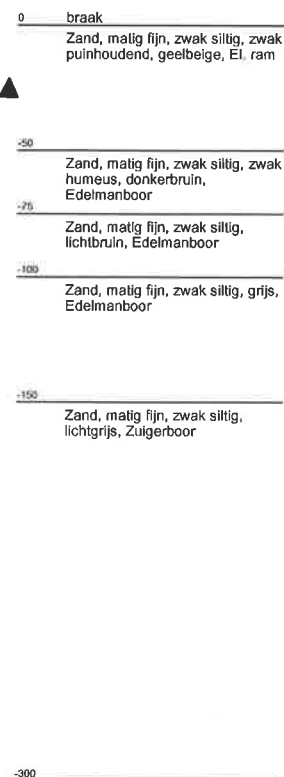 0 braak
Zand, matig fijn, zwak siltig, zwak
puinhoudend, geelbeige, El ram
-50
Zand, matig fijn, zwak siltig, zwak
humeus, donkerbruin,
Edelmanboor
-75
Zand, matig fijn, zwak siltig,
lichtbruin, Edelmanboor
-100
Zand, matig fijn, zwak siltig, grijs,
Edelmanboor
-150
Zand, matig fijn, zwak siltig,
lichtgrijs, Zuigerboor
-300